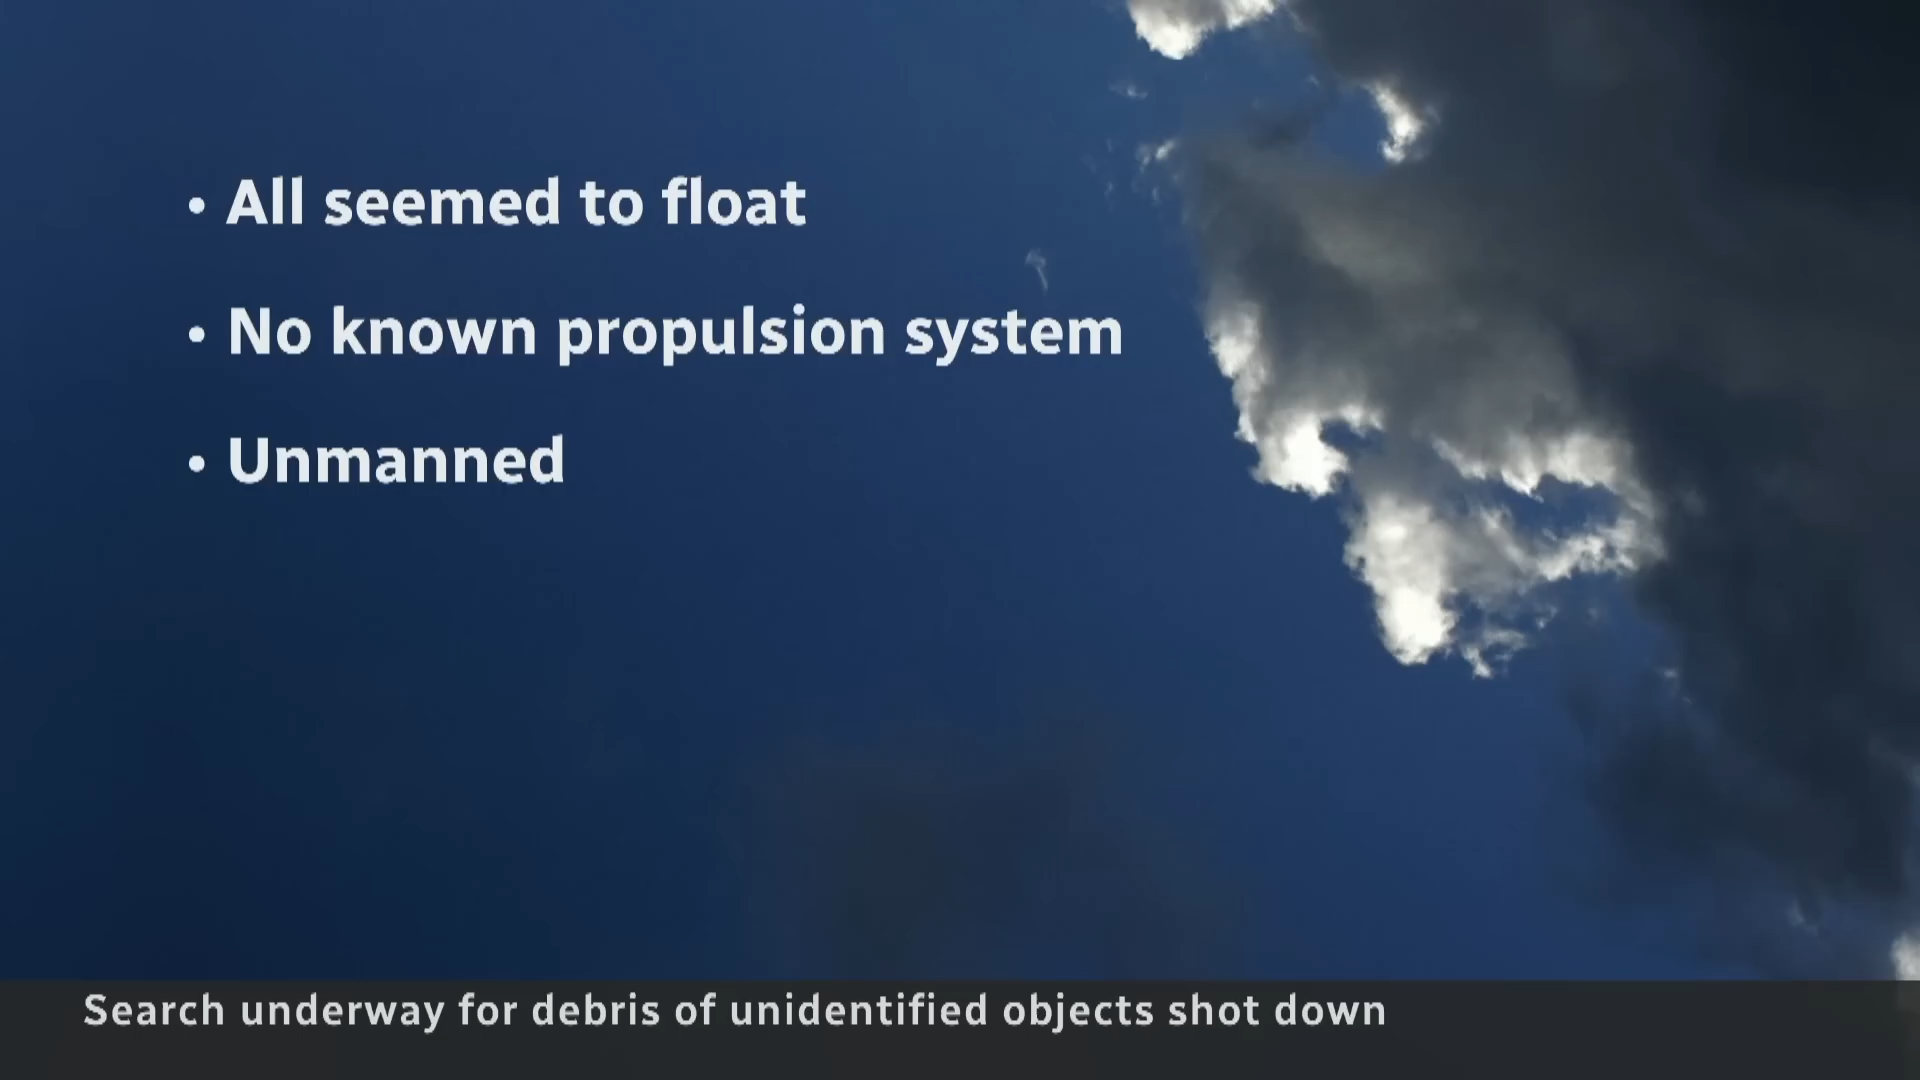 • All seemed to float
• No known propulsion system
• Unmanned
Search underway for debris of unidentified objects shot down